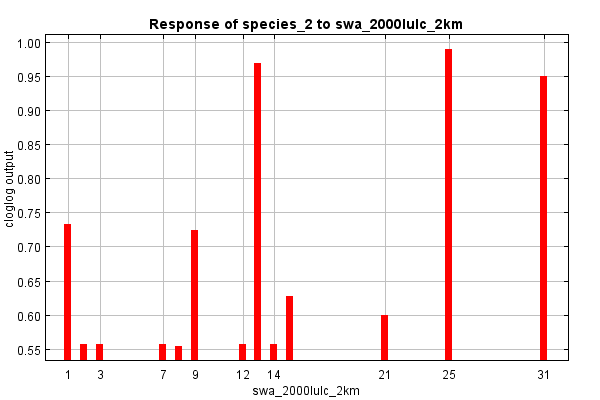 Response of species_2 to swa_2000lulc_2km
1.00
0.95
0.90
0.85
0.80
0.75
0.70
0.65
0.60
0.55
cloglog output
1 3 7 9 12 14 21 25 31
swa_2000lulc_2km